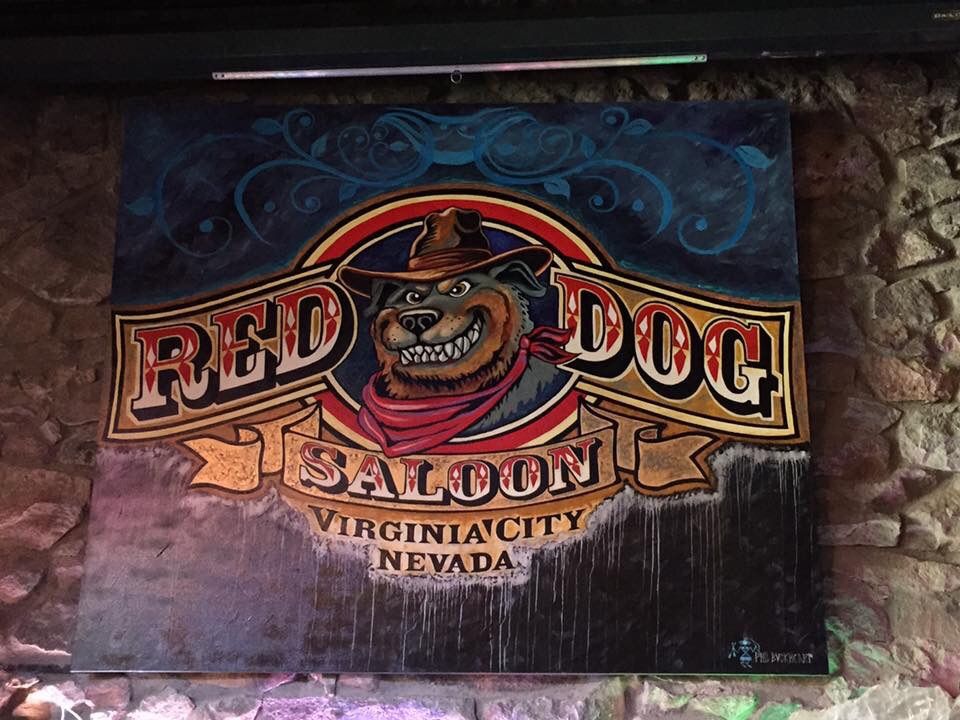 RED DOG
SALOON
VIRGINIA CITY
NEVADA